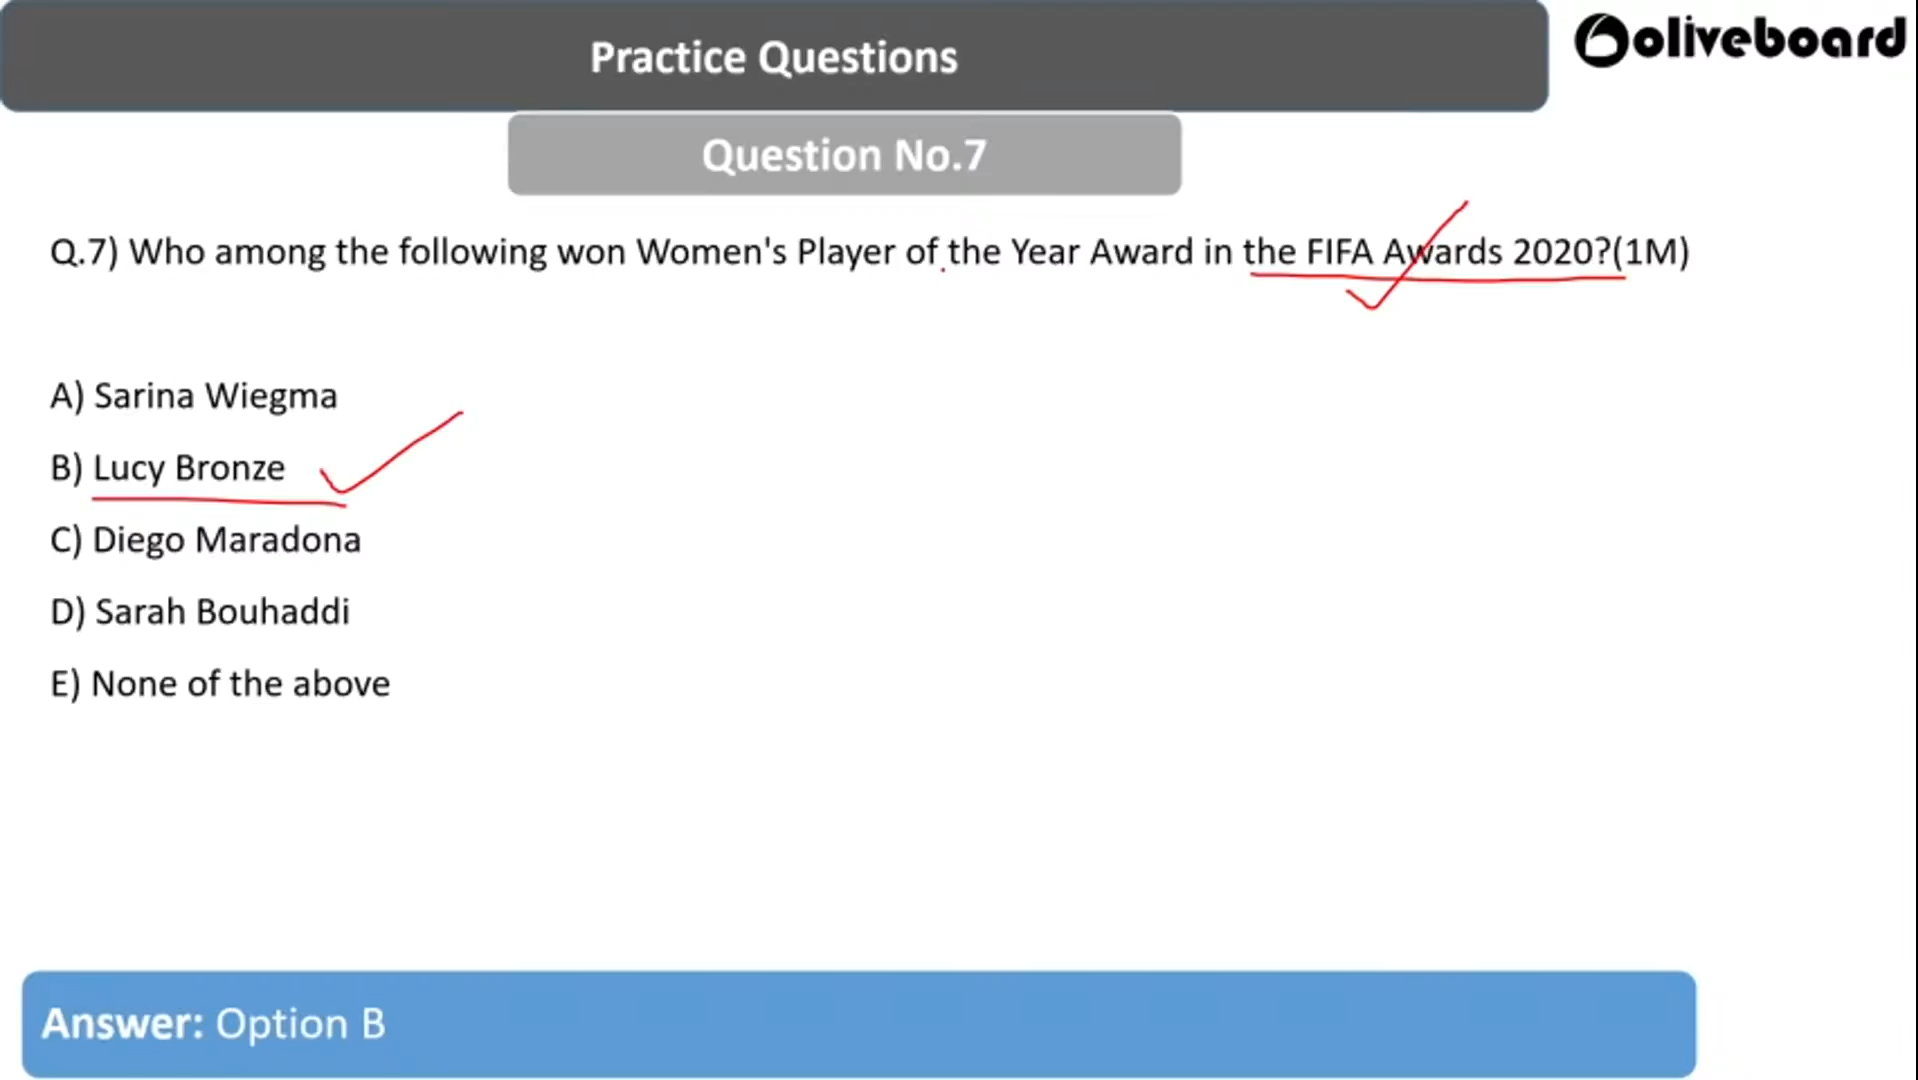 Practice Questions
oliveboard
Question No.7
Q.7) Who among the following won Women's Player of the Year Award in the FIFA Awards 2020?(1M)
A) Sarina Wiegma
B) Lucy Bronze
C) Diego Maradona
D) Sarah Bouhaddi
E) None of the above
Answer: Option B